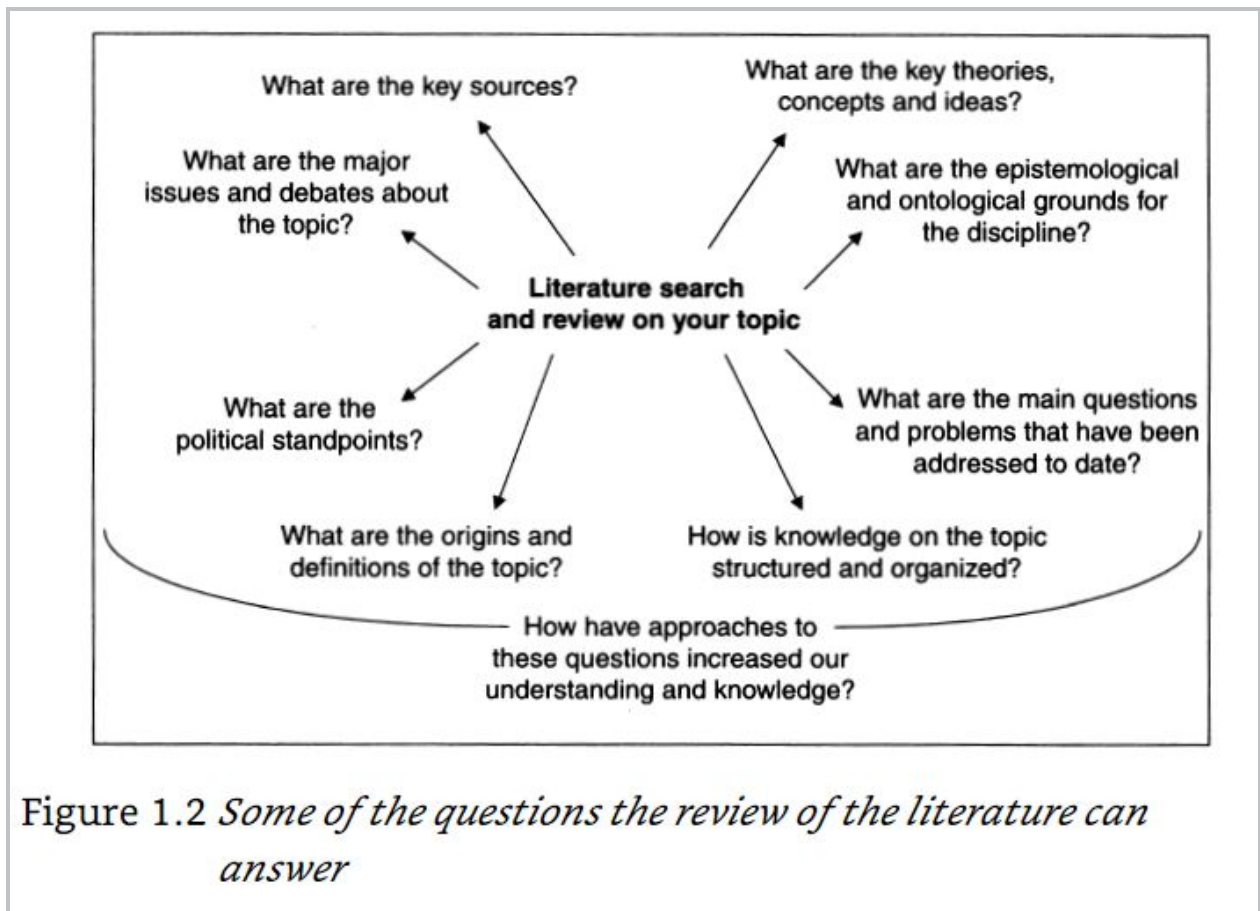 What are the key sources?
What are the key theories,
concepts and ideas?
What are the major
issues and debates about
the topic?
What are the epistemological
and ontological grounds for
the discipline?
Literature search
and review on your topic
What are the
political standpoints?
What are the main questions
and problems that have been
addressed to date?
What are the origins and
definitions of the topic?
How is knowledge on the topic
structured and organized?
How have approaches to
these questions increased our
understanding and knowledge?
Figure 1.2 Some of the questions the review of the literature can
answer